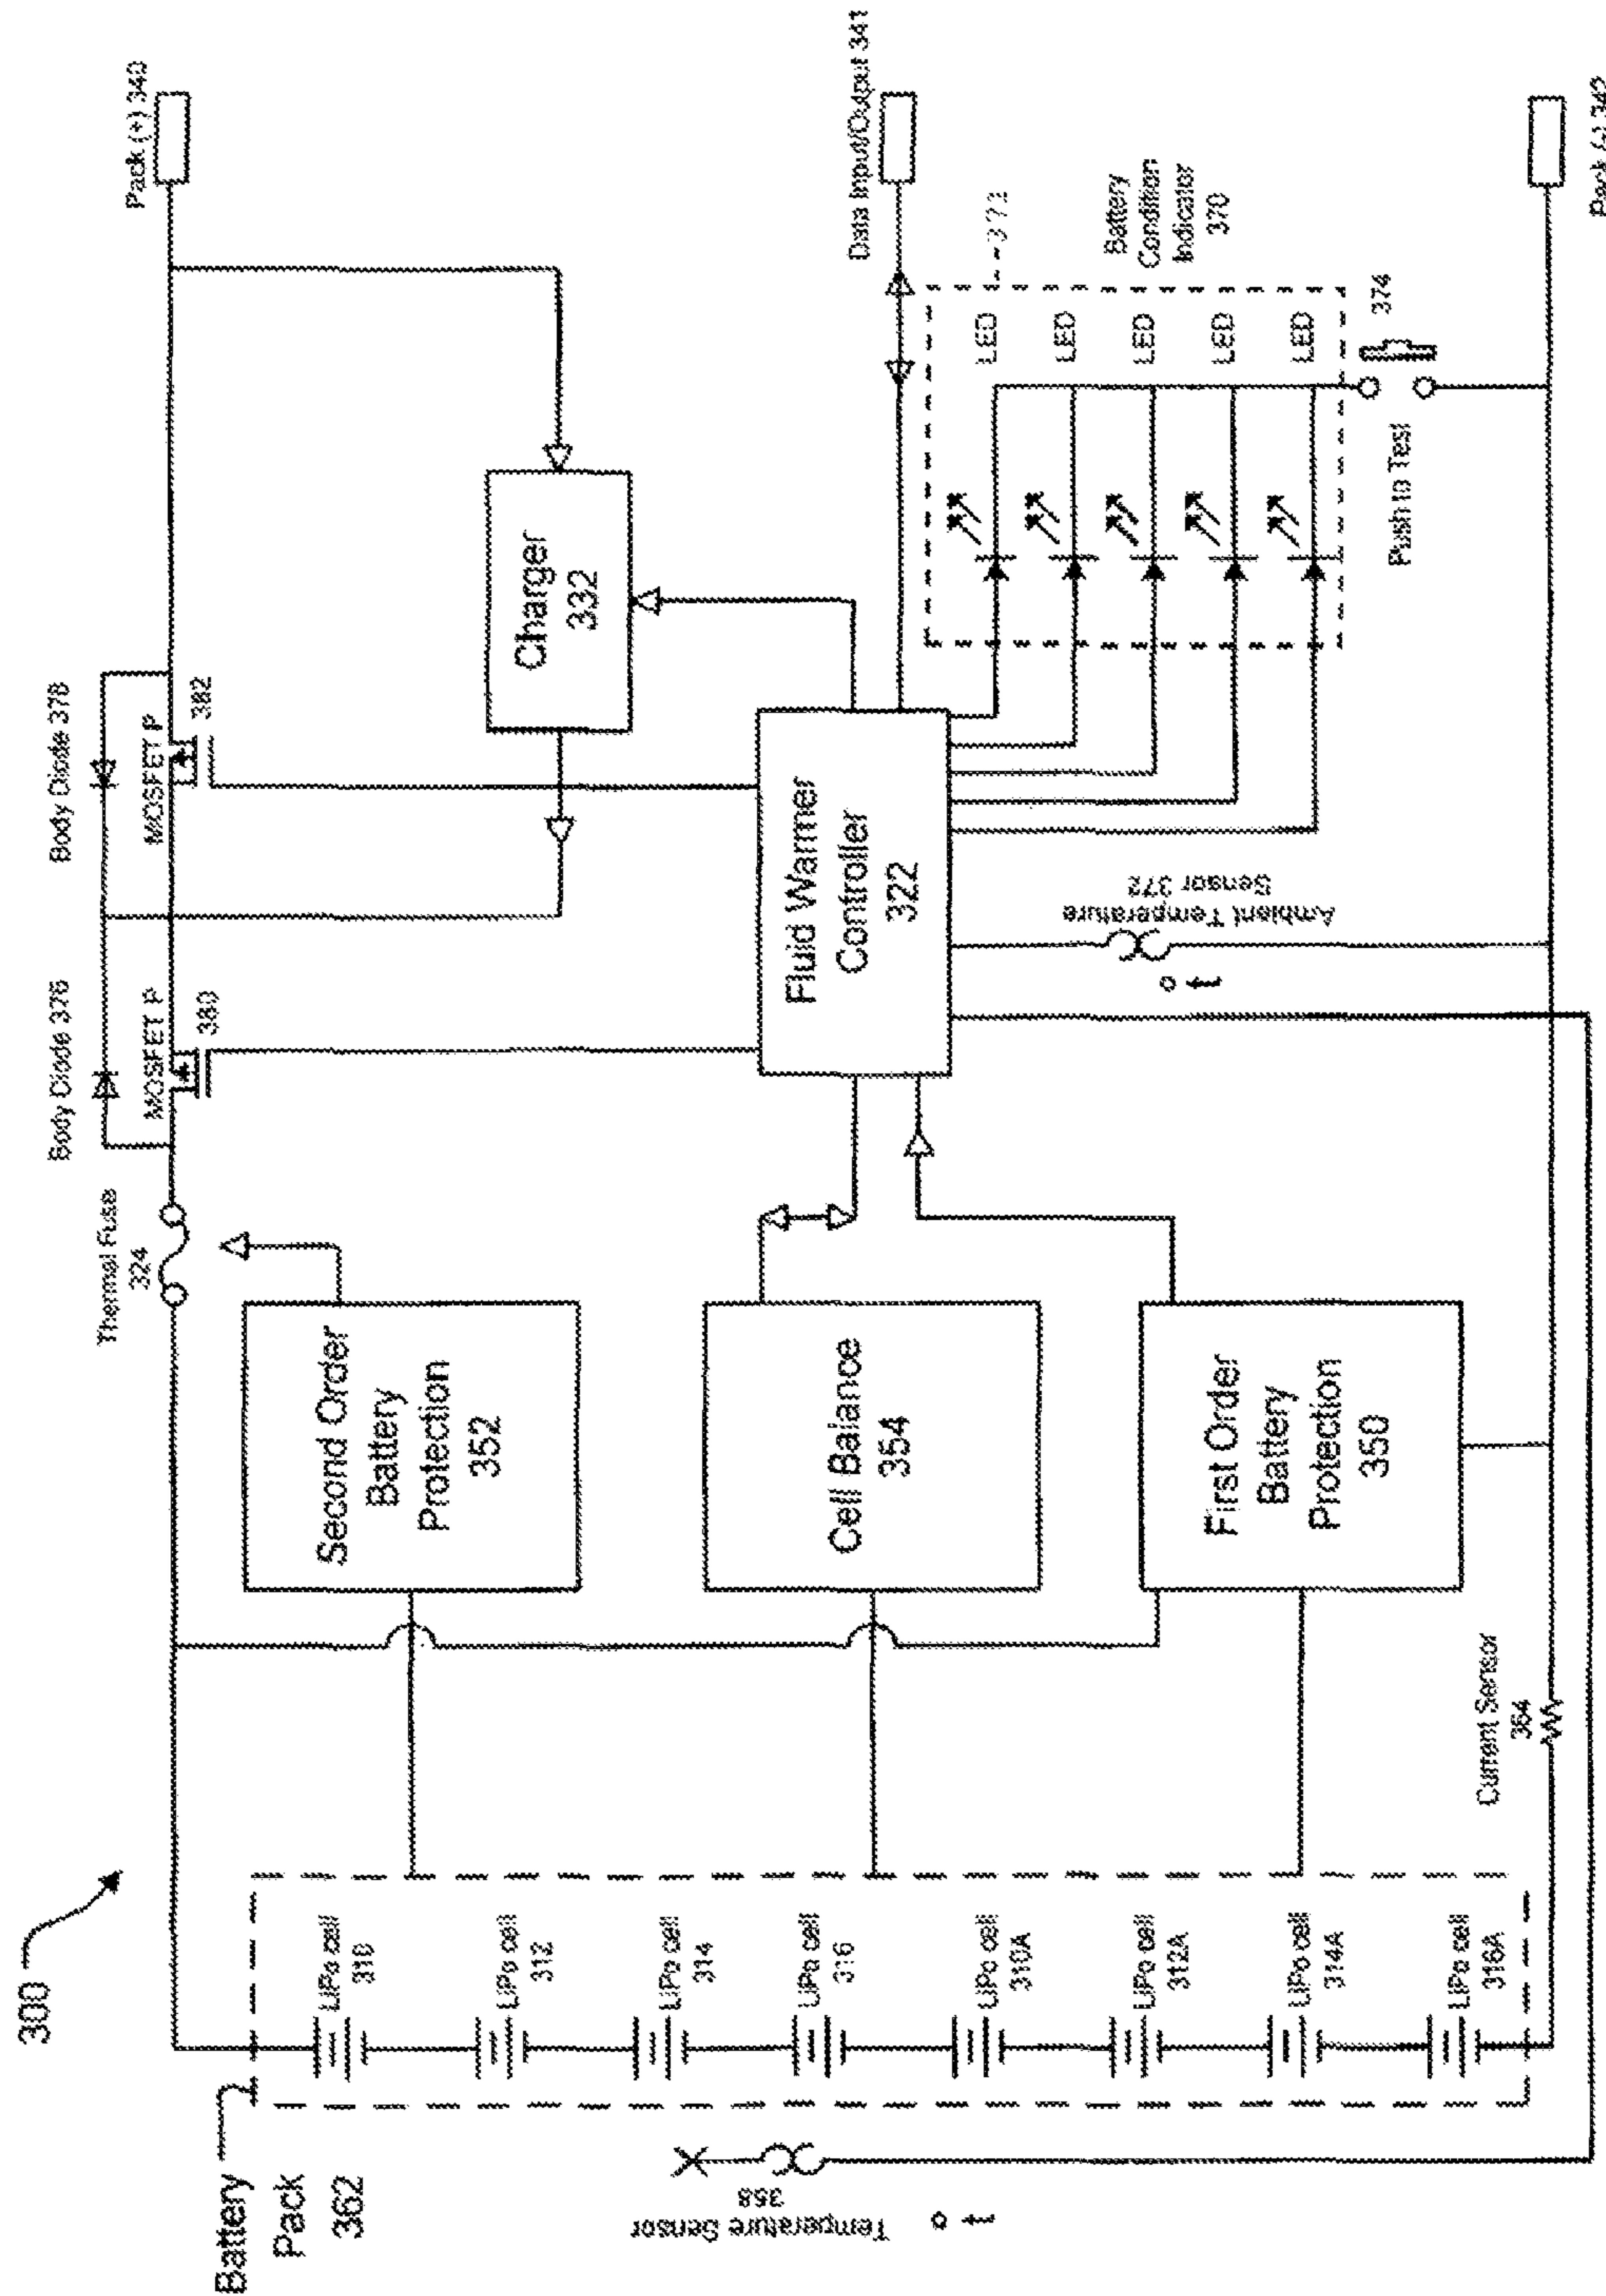 300
Battery
Pack
362
LiPo cell
310
LiPo cell
312
LiPo cell
314
LiPo cell
316
LiPo cell
310A
LiPo cell
312A
LiPo cell
314A
LiPo cell
316A
Temperature Sensor
358
t
Thermal Fuse
324
Second Order
Battery
Protection
352
Cell Balance
354
First Order
Battery
Protection
350
Current Sensor
364
Body Diode 376
MOSFET P
380
Body Diode 378
MOSFET P
382
Charger
332
Fluid Warmer
Controller
322
Ambient Temperature
Sensor 372
t
Pack (+) 340
Data Input/Output 341
LED
LED
LED
LED
LED
Battery
Condition
Indicator
370
Push to Test
374
Pack (-) 342